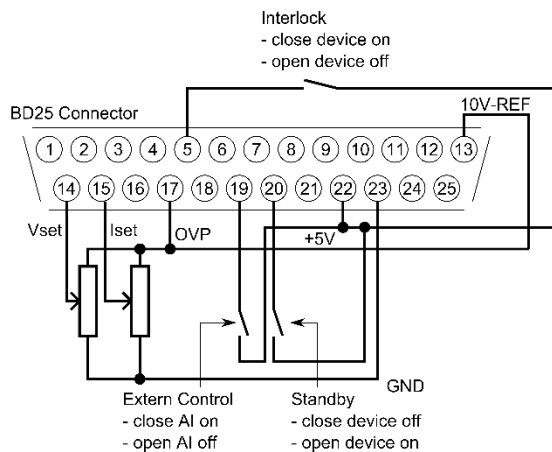 Interlock
- close device on
- open device off
10V-REF
BD25 Connector
1 2 3 4 5 6 7 8 9 10 11 12 13
14 15 16 17 18 19 20 21 22 23 24 25
Vset Iset OVP +5V
GND
Extern Control
- close AI on
- open AI off
Standby
- close device off
- open device on